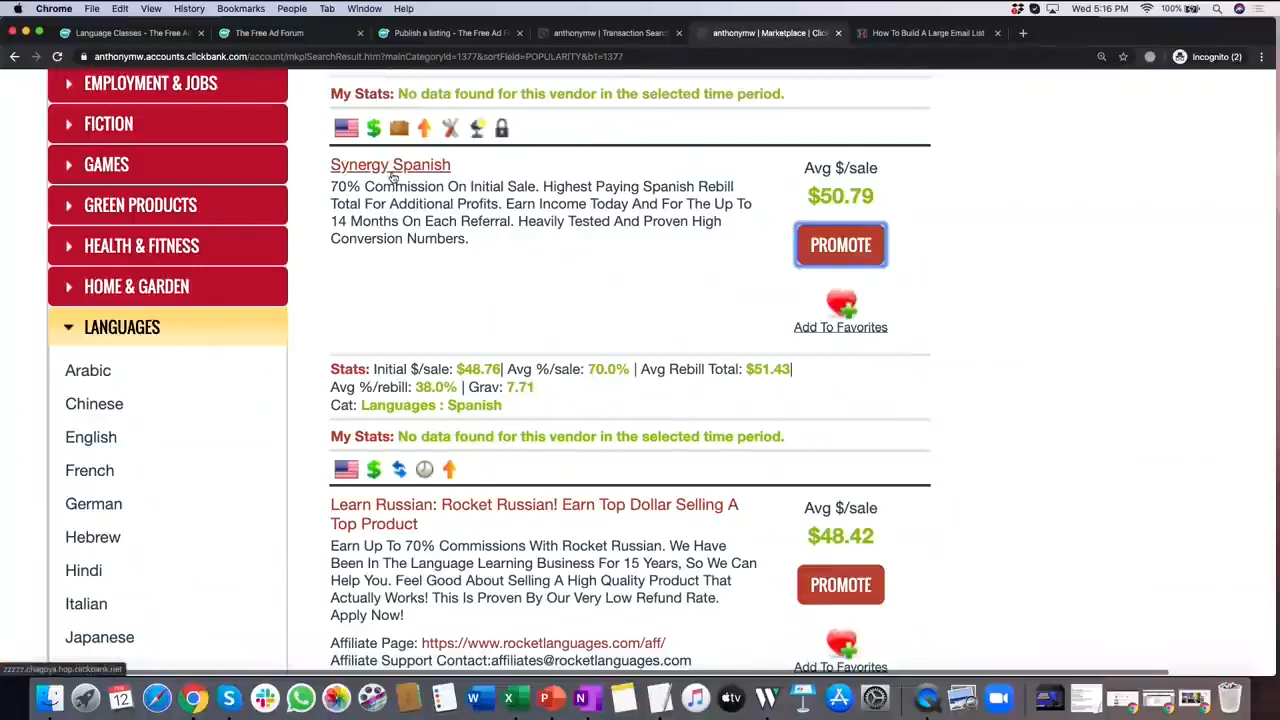 Chrome File Edit View History Bookmarks People Tab Window Help
Wed 5:16 PM 100%
Language Classes - The Free A
The Free Ad Forum
Publish a listing - The Free Ad F
anthonymw | Transaction Searc
anthonymw | Marketplace | Click
How To Build A Large Email List
anthonymw.accounts.clickbank.com/account/mkplSearchResult.htm?mainCategoryId=1377&sortField=POPULARITY&b1=1377
Incognito (2)
EMPLOYMENT & JOBS
FICTION
GAMES
GREEN PRODUCTS
HEALTH & FITNESS
HOME & GARDEN
LANGUAGES
Arabic
Chinese
English
French
German
Hebrew
Hindi
Italian
Japanese
My Stats: No data found for this vendor in the selected time period.
Synergy Spanish
70% Commission On Initial Sale. Highest Paying Spanish Rebill
Total For Additional Profits. Earn Income Today And For The Up To
14 Months On Each Referral. Heavily Tested And Proven High
Conversion Numbers.
Avg $/sale
$50.79
PROMOTE
Add To Favorites
Stats: Initial $/sale: $48.76| Avg %/sale: 70.0% | Avg Rebill Total: $51.43|
Avg %/rebill: 38.0% | Grav: 7.71
Cat: Languages : Spanish
My Stats: No data found for this vendor in the selected time period.
Learn Russian: Rocket Russian! Earn Top Dollar Selling A
Top Product
Earn Up To 70% Commissions With Rocket Russian. We Have
Been In The Language Learning Business For 15 Years, So We Can
Help You. Feel Good About Selling A High Quality Product That
Actually Works! This Is Proven By Our Very Low Refund Rate.
Apply Now!
Affiliate Page: https://www.rocketlanguages.com/aff/
Affiliate Support Contact:affiliates@rocketlanguages.com
Avg $/sale
$48.42
PROMOTE
Add To Favorites
zzzzz.chagoya.hop.clickbank.net